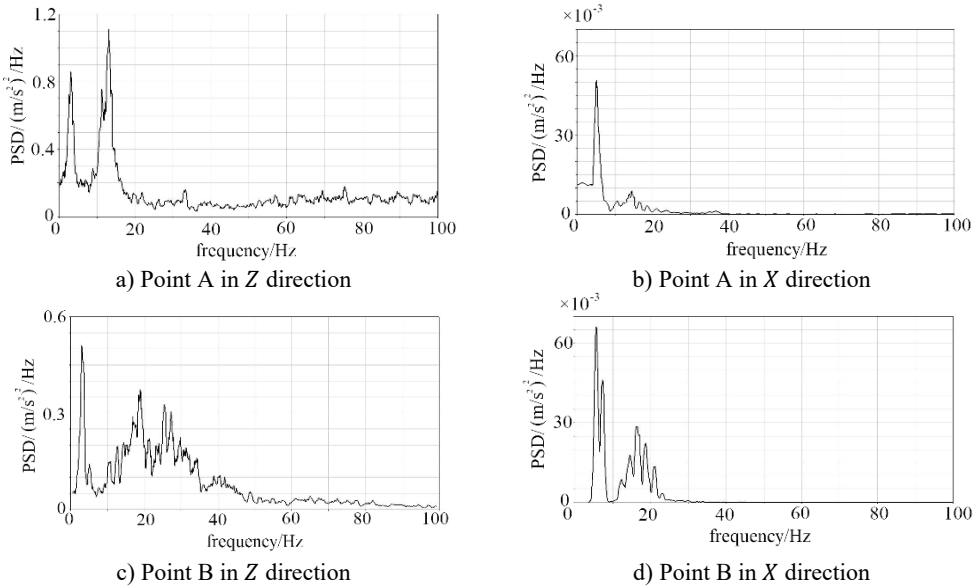 1.2
0.8
0.4
0
PSD/ (m/s²)² /Hz
0 20 40 60 80 100
frequency/Hz
a) Point A in Z direction
×10⁻³
60
30
0
PSD/ (m/s²)² /Hz
0 20 40 60 80 100
frequency/Hz
b) Point A in X direction
0.6
0.3
0
PSD/ (m/s²)² /Hz
0 20 40 60 80 100
frequency/Hz
c) Point B in Z direction
×10⁻³
60
30
0
PSD/ (m/s²)² /Hz
0 20 40 60 80 100
frequency/Hz
d) Point B in X direction